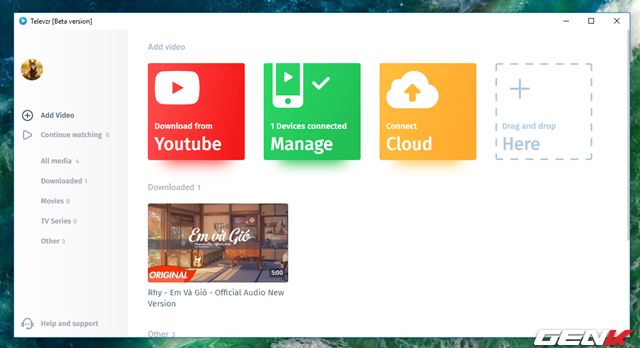 Televzr [Beta version]
Add video
Add Video
Continue watching 0
All media 4
Downloaded 1
Movies 0
TV Series 0
Other 3
Help and support
Download from
Youtube
1 Devices connected
Manage
Connect
Cloud
Drag and drop
Here
Downloaded 1
Em và Gió
ORIGINAL
5:00
Rhy - Em Và Gió - Official Audio New
Version
Other 3
GENK